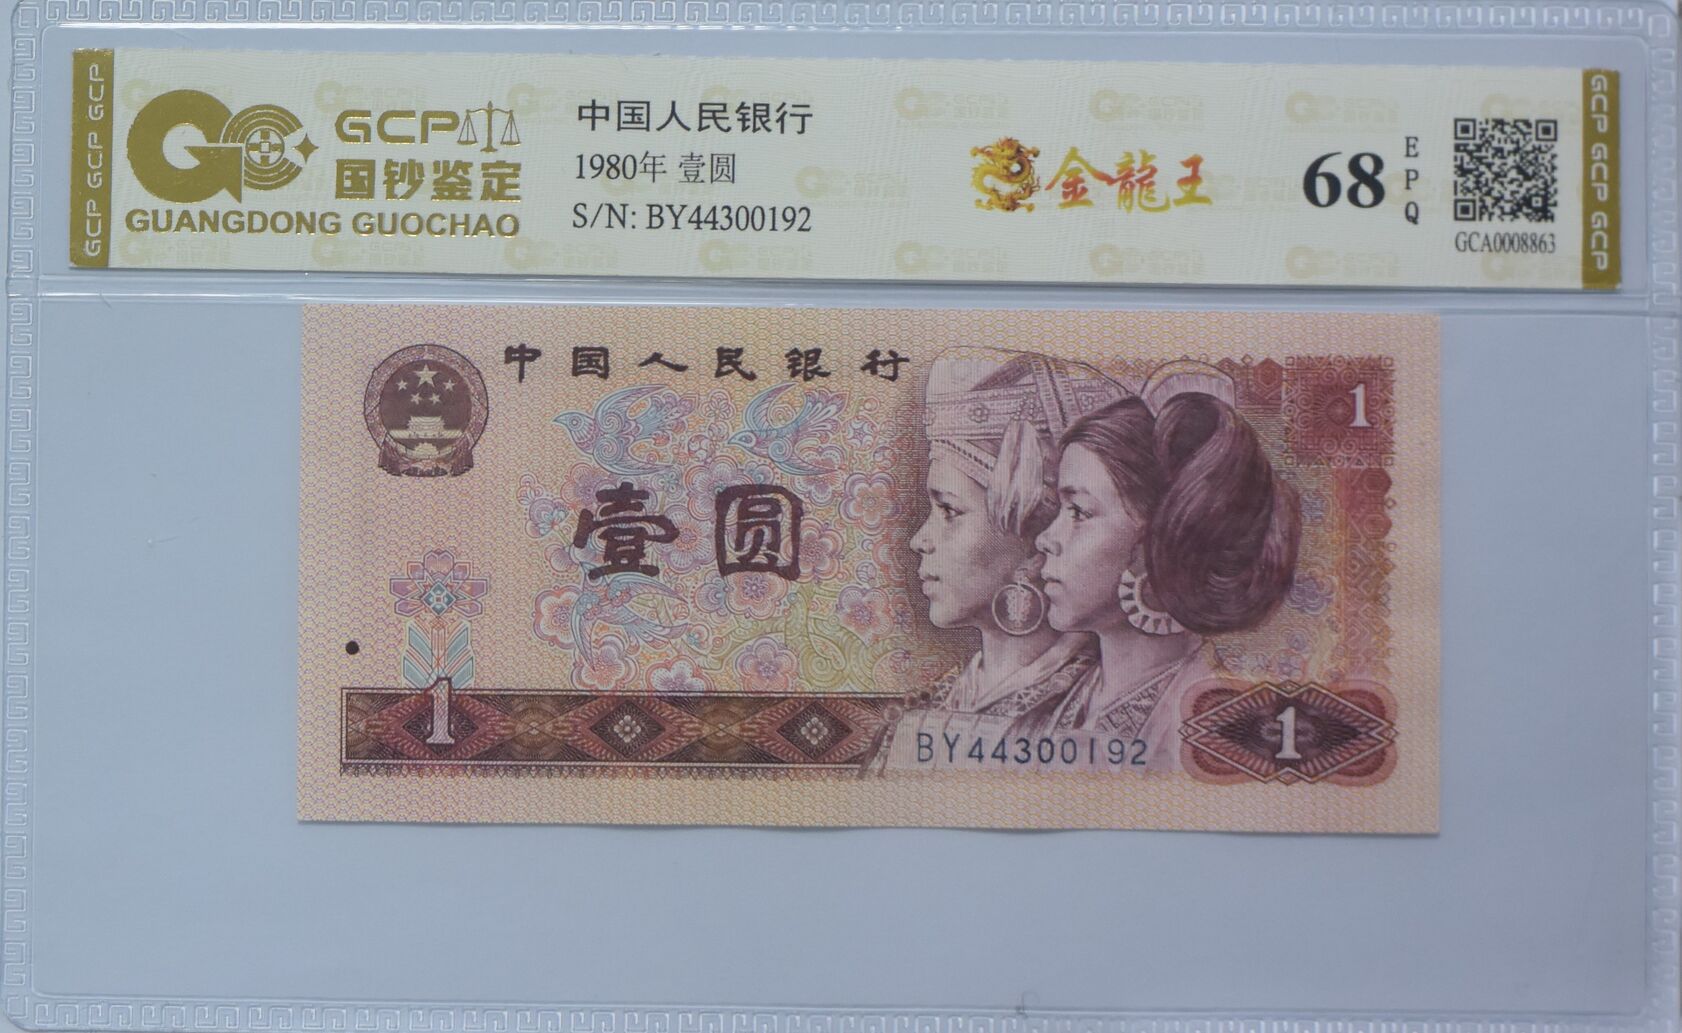 GCP GCP GCP
GCP
国钞鉴定
GUANGDONG GUOCHAO
中国人民银行
1980年 壹圆
S/N: BY44300192
金龍王
68
EPQ
GCA0008863
GCP GCP GCP
中国人民银行
1
壹圆
1
BY44300192
1